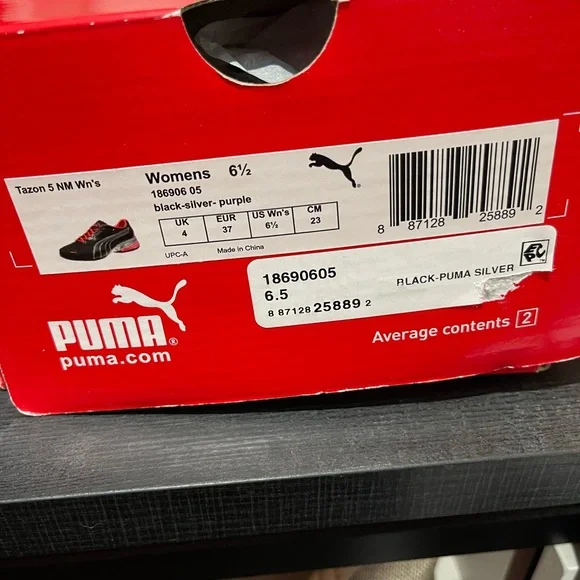 Tazon 5 NM Wn's
Womens 6½
186906 05
black-silver- purple
UK EUR US Wn's CM
4 37 6½ 23
UPC-A Made in China
8 87128 25889 2
18690605 BLACK-PUMA SILVER
6.5
8 87128 25889 2
PUMA®
puma.com
Average contents 2